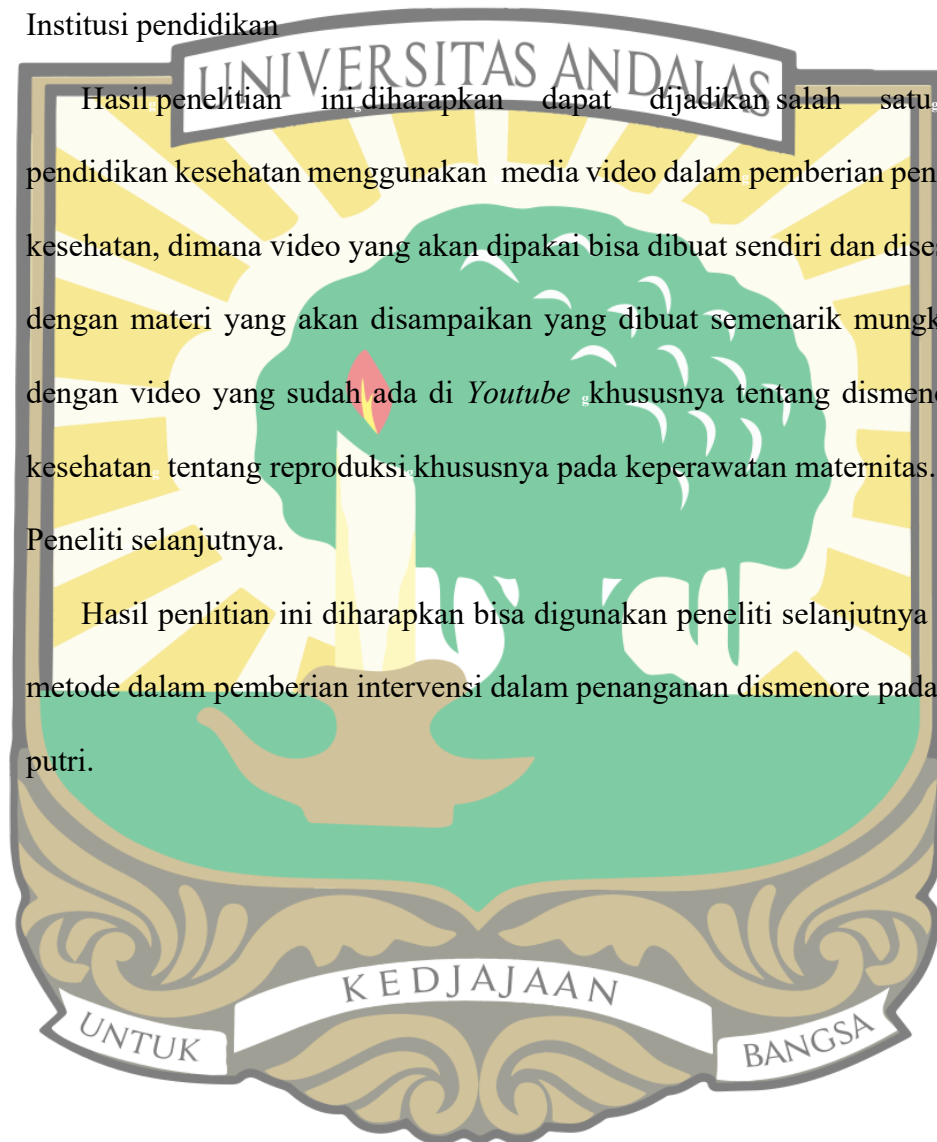 Institusi pendidikan
UNIVERSITAS ANDALAS
Hasil penelitian ini diharapkan dapat dijadikan salah satu
pendidikan kesehatan menggunakan media video dalam pemberian pen
kesehatan, dimana video yang akan dipakai bisa dibuat sendiri dan dises
dengan materi yang akan disampaikan yang dibuat semenarik mungk
dengan video yang sudah ada di Youtube khususnya tentang dismeno
kesehatan tentang reproduksi khususnya pada keperawatan maternitas.
Peneliti selanjutnya.
Hasil penlitian ini diharapkan bisa digunakan peneliti selanjutnya
metode dalam pemberian intervensi dalam penanganan dismenore pada
putri.
KEDJAJAAN
UNTUK
BANGSA